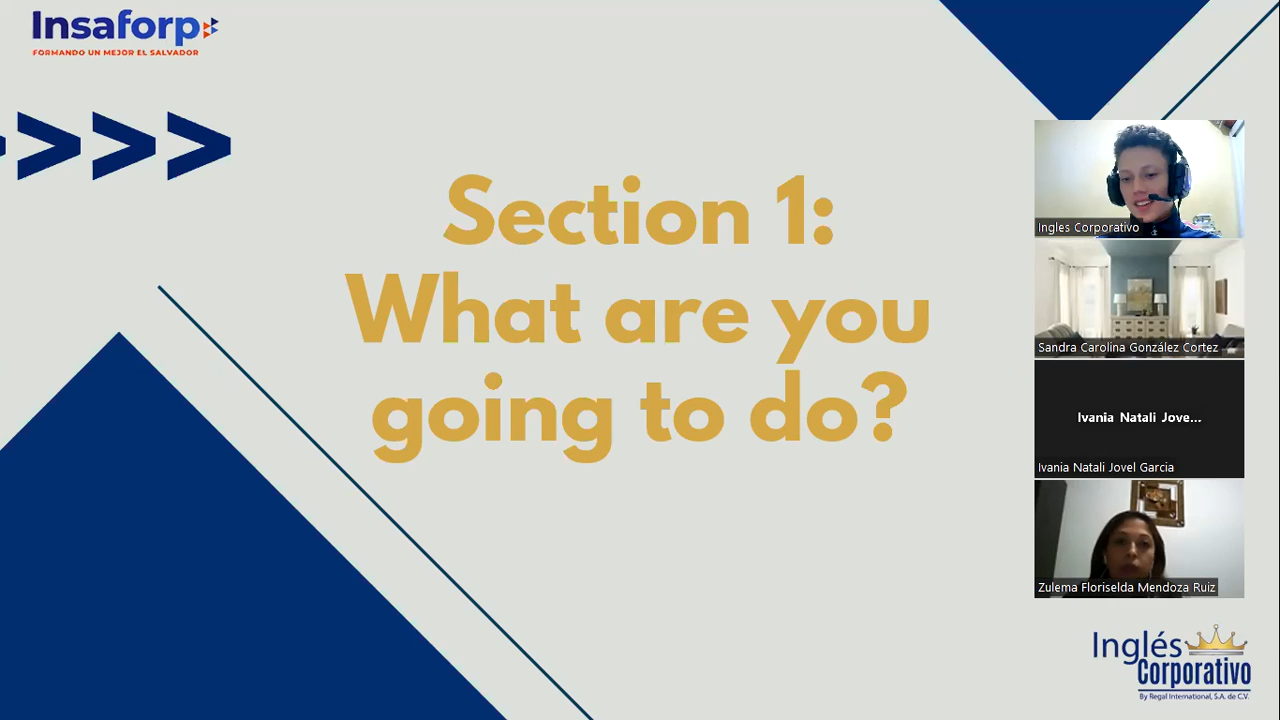 Insaforp
FORMANDO UN MEJOR EL SALVADOR
Section 1:
What are you
going to do?
Ingles Corporativo
Sandra Carolina González Cortez
Ivania Natali Jove...
Ivania Natali Jovel Garcia
Zulema Floriselda Mendoza Ruiz
Inglés
Corporativo
By Regal International, S.A. de C.V.